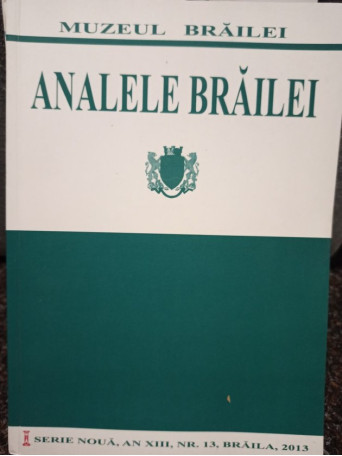 MUZEUL BRĂILEI
ANALELE BRĂILEI
SERIE NOUĂ, AN XIII, NR. 13, BRĂILA, 2013